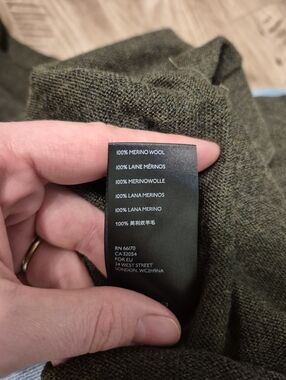 100% MERINO WOOL
100% LAINE MÉRINOS
100% MERINOWOLLE
100% LANA MERINOS
100% LANA MERINO
100% 美利奴羊毛
RN 66170
CA 32054
FOR EU
34 WEST STREET
LONDON, WC2H9NA